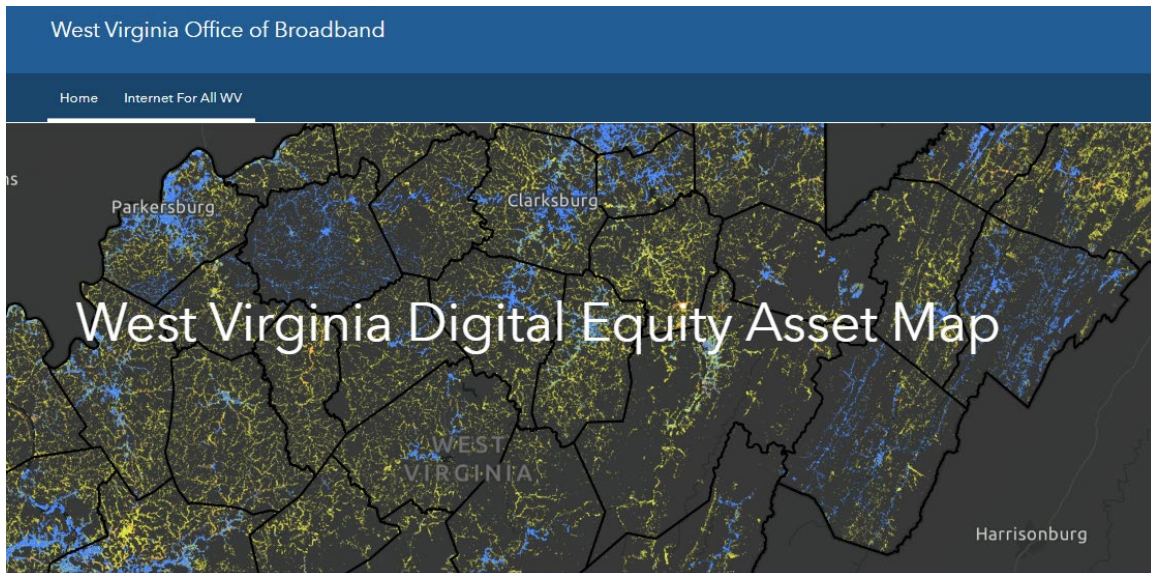 West Virginia Office of Broadband
Home Internet For All WV
ns
Parkersburg
Clarksburg
West Virginia Digital Equity Asset Map
WEST
VIRGINIA
Harrisonburg